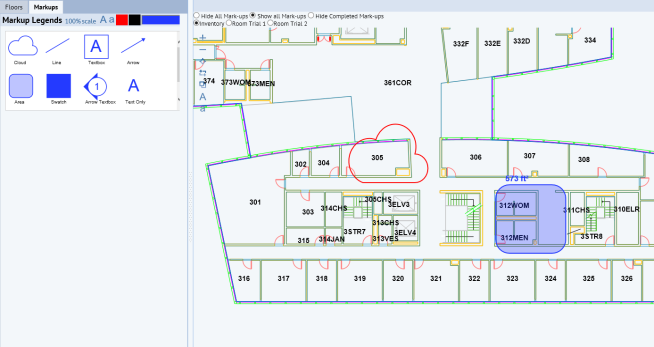 Floors Markups
Markup Legends 100%scale A a
Cloud Line A Textbox Arrow
Area Swatch 1 Arrow Textbox A Text Only
Hide All Mark-ups Show all Mark-ups Hide Completed Mark-ups
Inventory Room Trial 1 Room Trial 2
A
a
332F 332E 332D 334
374 373WOM 373MEN 361COR
302 304 305 306 307 308
673 ft²
301 303 314CHS 305CHS 3ELV3 312WOM 311CHS 310ELR
313CHS
3STR7 3ELV4
315 314JAN 313VES 312MEN 3STR8
316 317 318 319 320 321 322 323 324 325 326